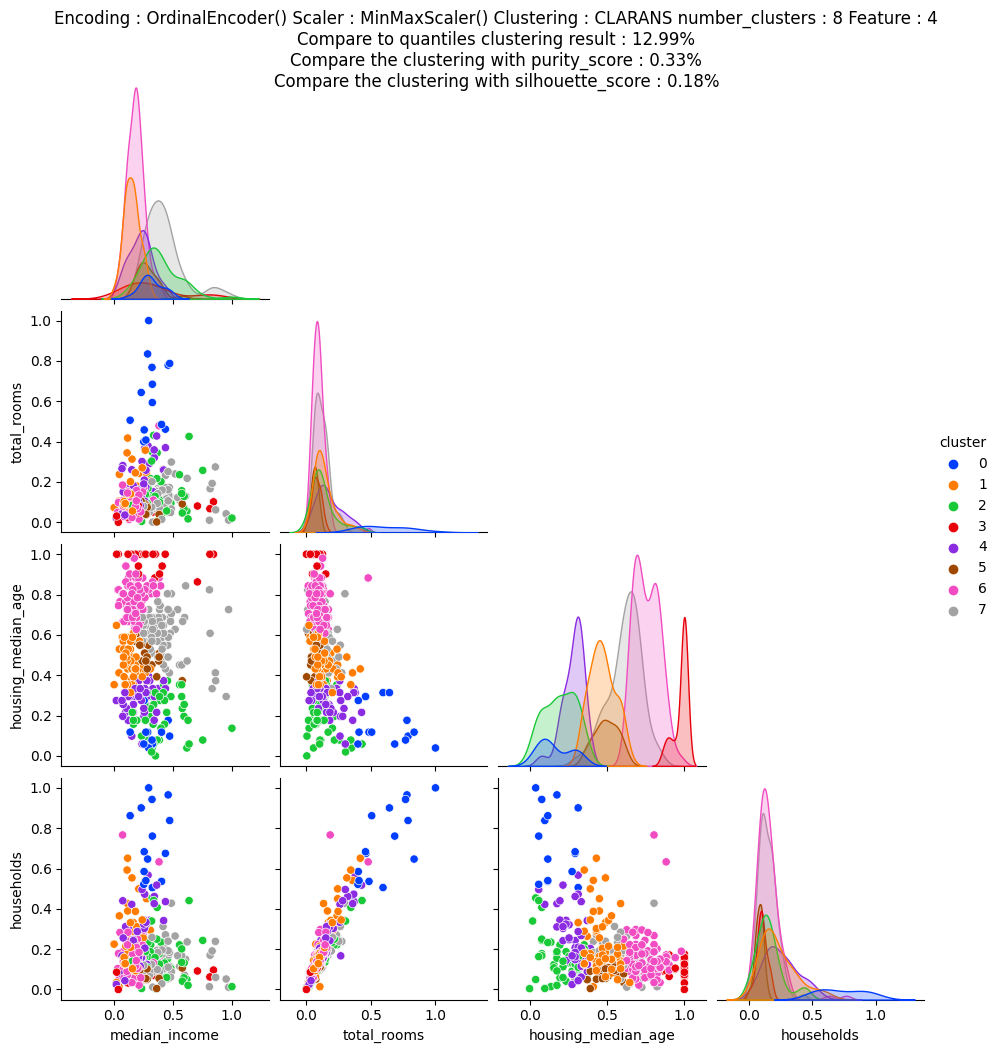 Encoding : OrdinalEncoder() Scaler : MinMaxScaler() Clustering : CLARANS number_clusters : 8 Feature : 4
Compare to quantiles clustering result : 12.99%
Compare the clustering with purity_score : 0.33%
Compare the clustering with silhouette_score : 0.18%
1.0
0.8
0.6
0.4
0.2
0.0
total_rooms
cluster
0
1
2
3
4
5
6
7
1.0
0.8
0.6
0.4
0.2
0.0
housing_median_age
1.0
0.8
0.6
0.4
0.2
0.0
households
0.0 0.5 1.0
median_income
0.0 0.5 1.0
total_rooms
0.0 0.5 1.0
housing_median_age
0.0 0.5 1.0
households